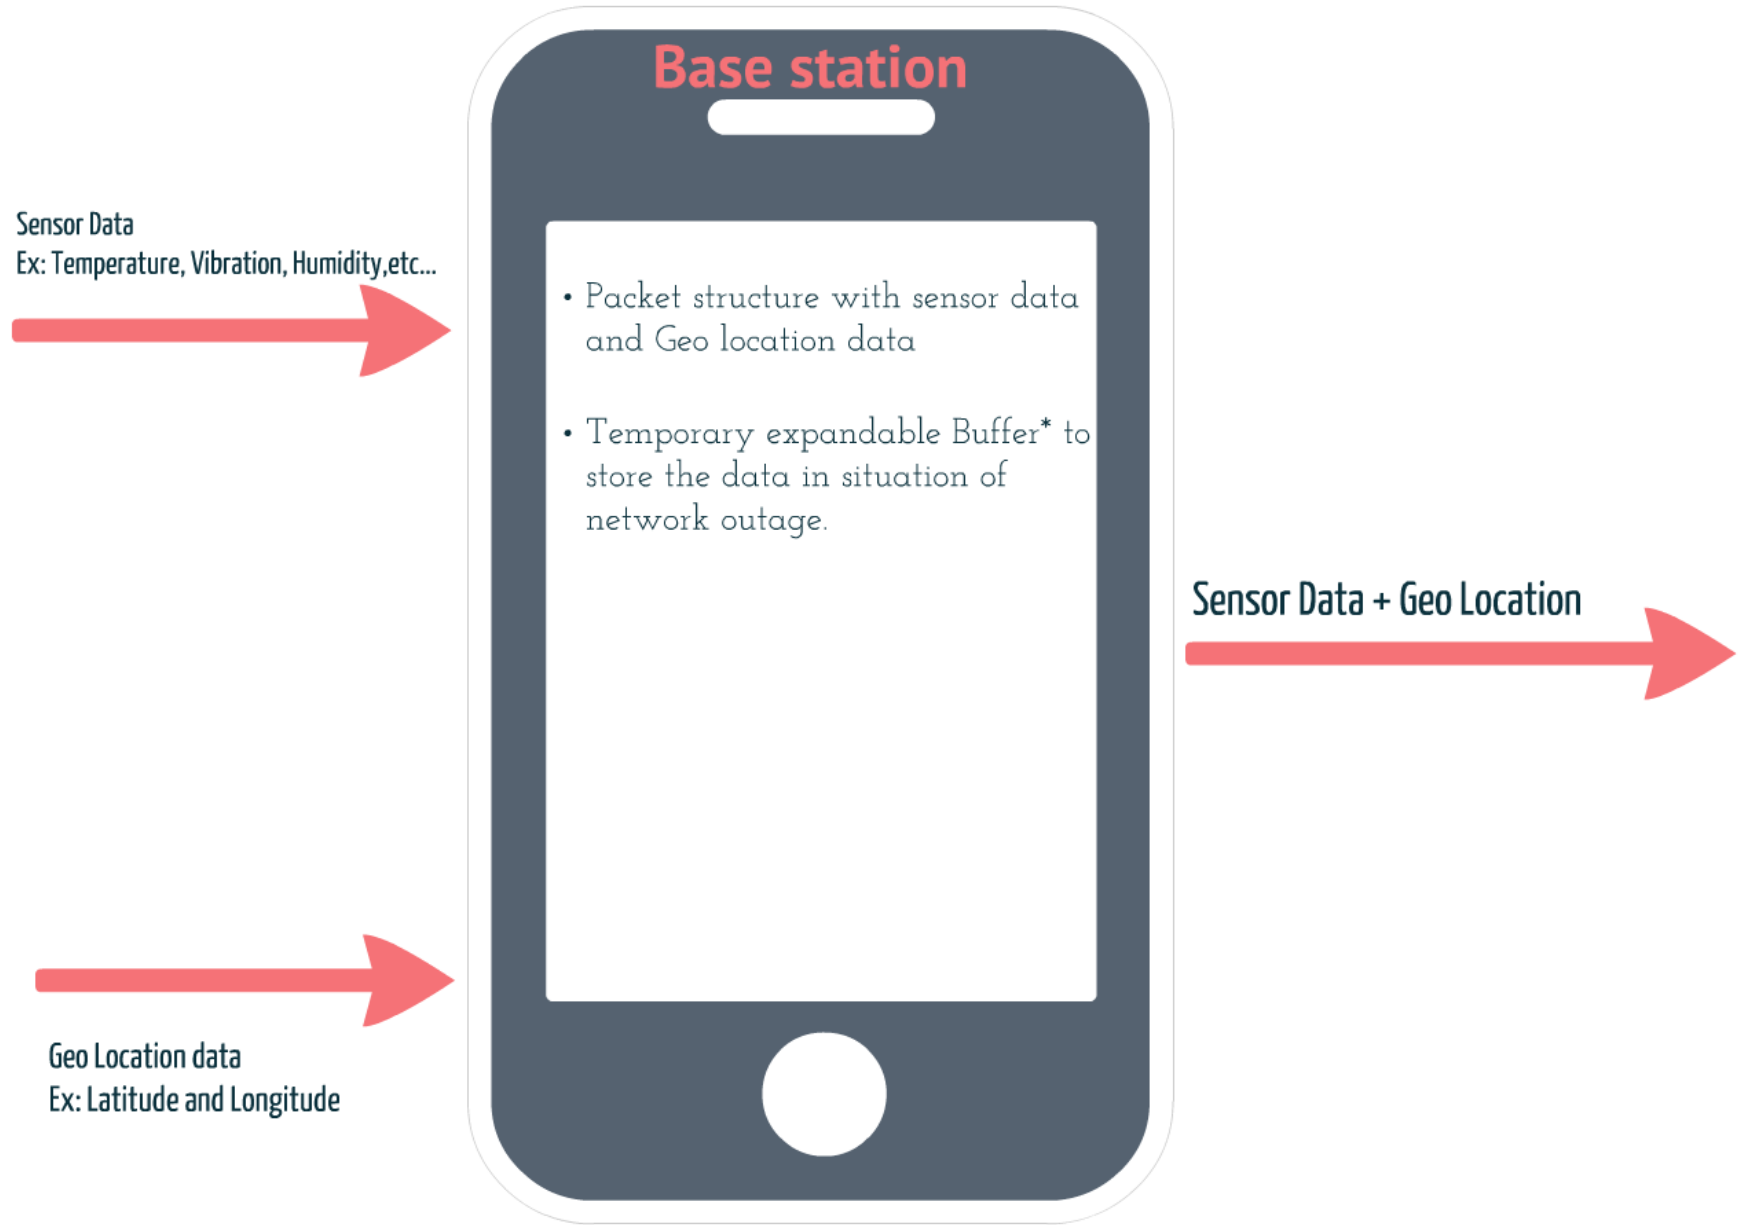 Base station
Sensor Data
Ex: Temperature, Vibration, Humidity,etc...
• Packet structure with sensor data
and Geo location data
• Temporary expandable Buffer* to
store the data in situation of
network outage.
Sensor Data + Geo Location
Geo Location data
Ex: Latitude and Longitude